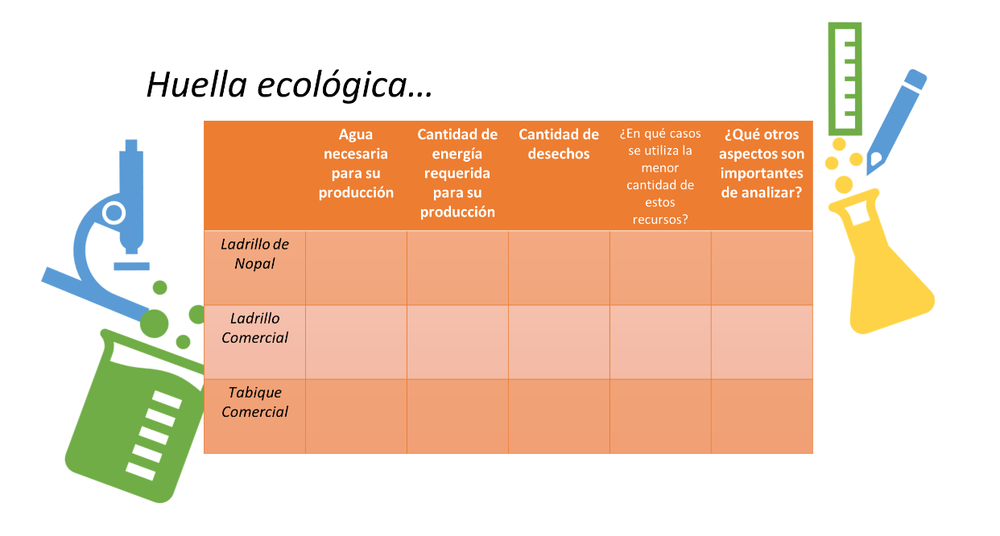 Huella ecológica...
Agua
necesaria
para su
producción
Cantidad de
energía
requerida
para su
producción
Cantidad de
desechos
¿En qué casos
se utiliza la
menor
cantidad de
estos
recursos?
¿Qué otros
aspectos son
importantes
de analizar?
Ladrillo de
Nopal
Ladrillo
Comercial
Tabique
Comercial